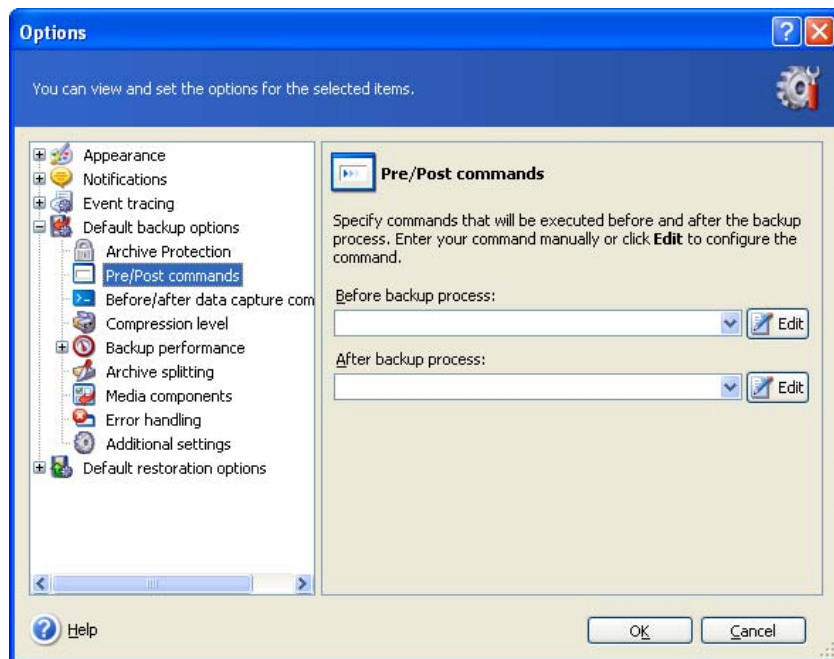 Options
You can view and set the options for the selected items.
Appearance
Notifications
Event tracing
Default backup options
Archive Protection
Pre/Post commands
Before/after data capture com
Compression level
Backup performance
Archive splitting
Media components
Error handling
Additional settings
Default restoration options
Pre/Post commands
Specify commands that will be executed before and after the backup
process. Enter your command manually or click Edit to configure the
command.
Before backup process:
Edit
After backup process:
Edit
Help
OK
Cancel